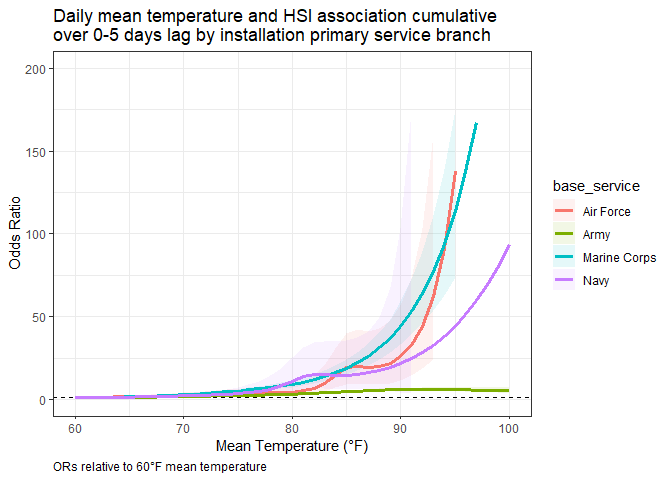 Daily mean temperature and HSI association cumulative
over 0-5 days lag by installation primary service branch
200
150
100
50
0
Odds Ratio
60 70 80 90 100
Mean Temperature (°F)
ORs relative to 60°F mean temperature
base_service
Air Force
Army
Marine Corps
Navy